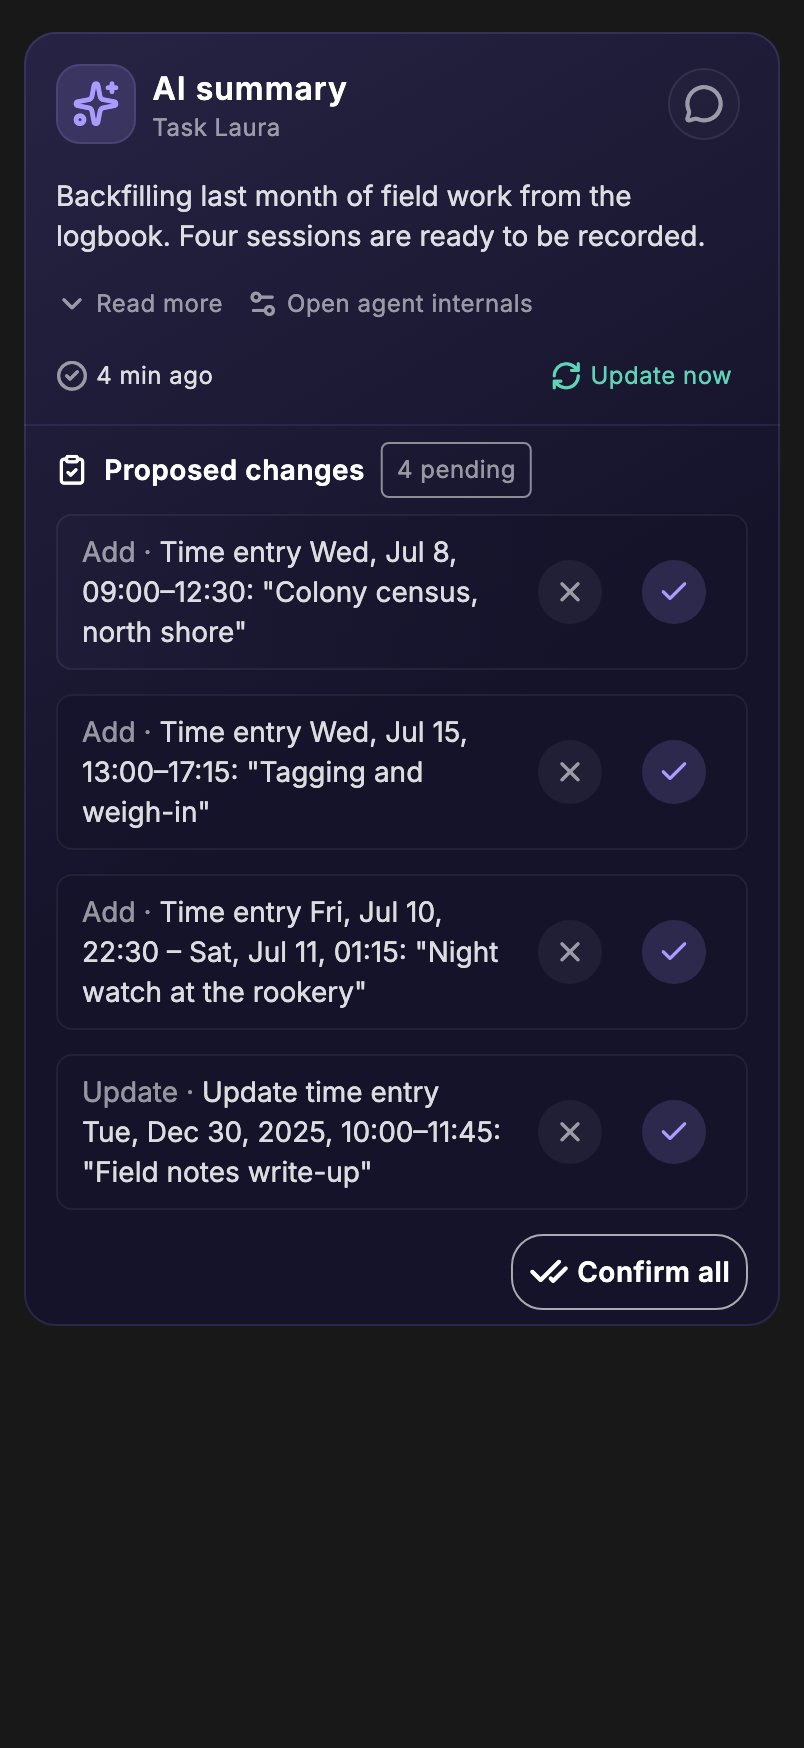 AI summary
Task Laura
Backfilling last month of field work from the
logbook. Four sessions are ready to be recorded.
Read more
Open agent internals
4 min ago
Update now
Proposed changes
4 pending
Add · Time entry Wed, Jul 8,
09:00–12:30: "Colony census,
north shore"
Add · Time entry Wed, Jul 15,
13:00–17:15: "Tagging and
weigh-in"
Add · Time entry Fri, Jul 10,
22:30 – Sat, Jul 11, 01:15: "Night
watch at the rookery"
Update · Update time entry
Tue, Dec 30, 2025, 10:00–11:45:
"Field notes write-up"
Confirm all